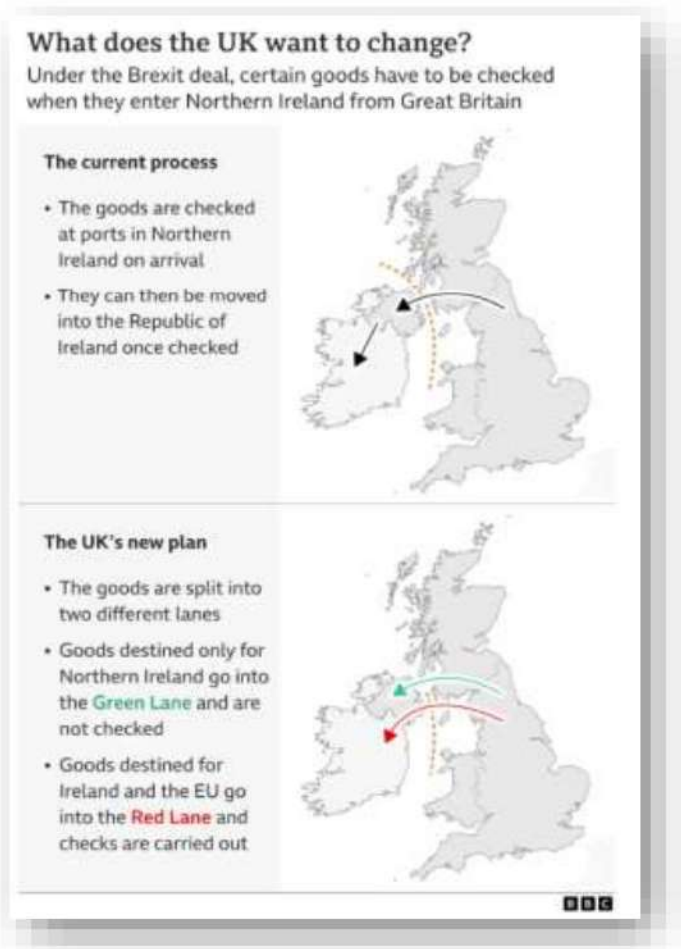 What does the UK want to change?
Under the Brexit deal, certain goods have to be checked
when they enter Northern Ireland from Great Britain
The current process
• The goods are checked
at ports in Northern
Ireland on arrival
• They can then be moved
into the Republic of
Ireland once checked
The UK's new plan
• The goods are split into
two different lanes
• Goods destined only for
Northern Ireland go into
the Green Lane and are
not checked
• Goods destined for
Ireland and the EU go
into the Red Lane and
checks are carried out
BBC